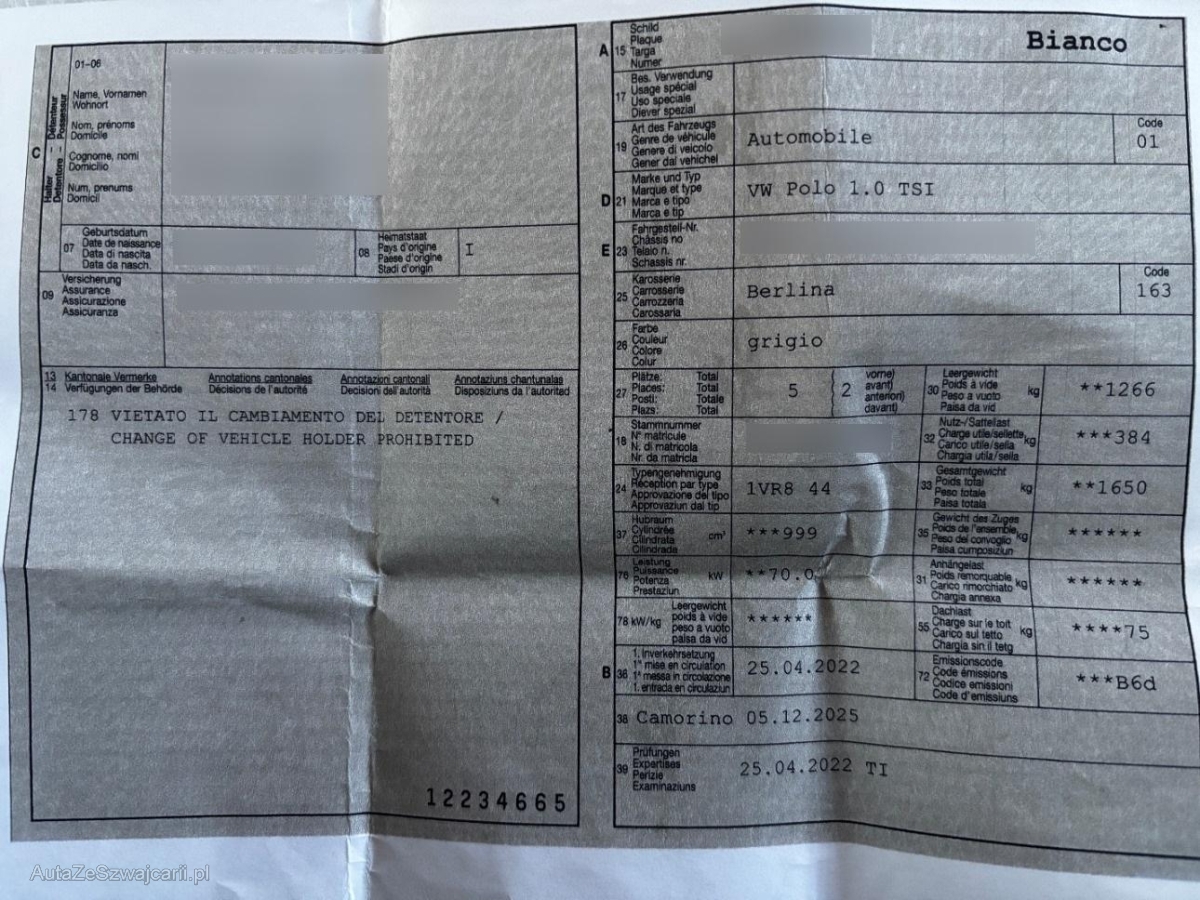 01-06
C
Halter - Détenteur
Detentore - Possessur
Name, Vornamen
Wohnort
Nom, prénoms
Domicile
Cognome, nomi
Domicilio
Num, prenums
Domicil
07
Geburtsdatum
Date de naissance
Data di nascita
Data da nasch.
08
Heimatstaat
Pays d'origine
Paese d'origine
Stadi d'origin
I
09
Versicherung
Assurance
Assicurazione
Assicuranza
13 Kantonale Vermerke Annotations cantonales Annotazioni cantonali Annotaziuns chantunalas
14 Verfügungen der Behörde Décisions de l'autorité Decisioni dell'autorità Disposiziuns da l'autoritad
178 VIETATO IL CAMBIAMENTO DEL DETENTORE /
CHANGE OF VEHICLE HOLDER PROHIBITED
12234665
A 15
Schild
Plaque
Targa
Numer
Bianco
17
Bes. Verwendung
Usage spécial
Uso speciale
Diever spezial
19
Art des Fahrzeugs
Genre de véhicule
Genere di veicolo
Gener dal vehichel
Automobile
Code
01
D 21
Marke und Typ
Marque et type
Marca e tipo
Marca e tip
VW Polo 1.0 TSI
E 23
Fahrgestell-Nr.
Châssis no
Telaio n.
Schassis nr.
25
Karosserie
Carrosserie
Carrozzeria
Carossaria
Berlina
Code
163
26
Farbe
Couleur
Colore
Colur
grigio
27
Plätze: Total
Places: Total
Posti: Totale
Plazs: Total
5
2
vorne)
avant)
anteriori)
davant)
30
Leergewicht
Poids à vide
Peso a vuoto
Paisa da vid
kg
**1266
18
Stammnummer
N° matricule
N. di matricola
Nr. da matricla
32
Nutz-/Sattellast
Charge utile/sellette
Carico utile/sella
Chargia utila/sella
kg
***384
24
Typengenehmigung
Réception par type
Approvazione del tipo
Approvaziun dal tip
1VR8 44
33
Gesamtgewicht
Poids total
Peso totale
Paisa totala
kg
**1650
37
Hubraum
Cylindrée
Cilindrata
Cilindrada
cm³
***999
35
Gewicht des Zuges
Poids de l'ensemble
Peso del convoglio
Paisa cumposiziun
kg
******
76
Leistung
Puissance
Potenza
Prestaziun
kW
**70.0
31
Anhängelast
Poids remorquable
Carico rimorchiato
Chargia annexa
kg
******
78 kW/kg
Leergewicht
poids à vide
peso a vuoto
paisa da vid
******
55
Dachlast
Charge sur le toit
Carico sul tetto
Chargia sin il tetg
kg
****75
B 36
1. Inverkehrsetzung
1re mise en circulation
1a messa in circolazione
1. entrada en circulaziun
25.04.2022
72
Emissionscode
Code émissions
Codice emissioni
Code d'emissiuns
***B6d
38 Camorino 05.12.2025
39
Prüfungen
Expertises
Perizie
Examinaziuns
25.04.2022 TI
AutaZeSzwajcarii.pl